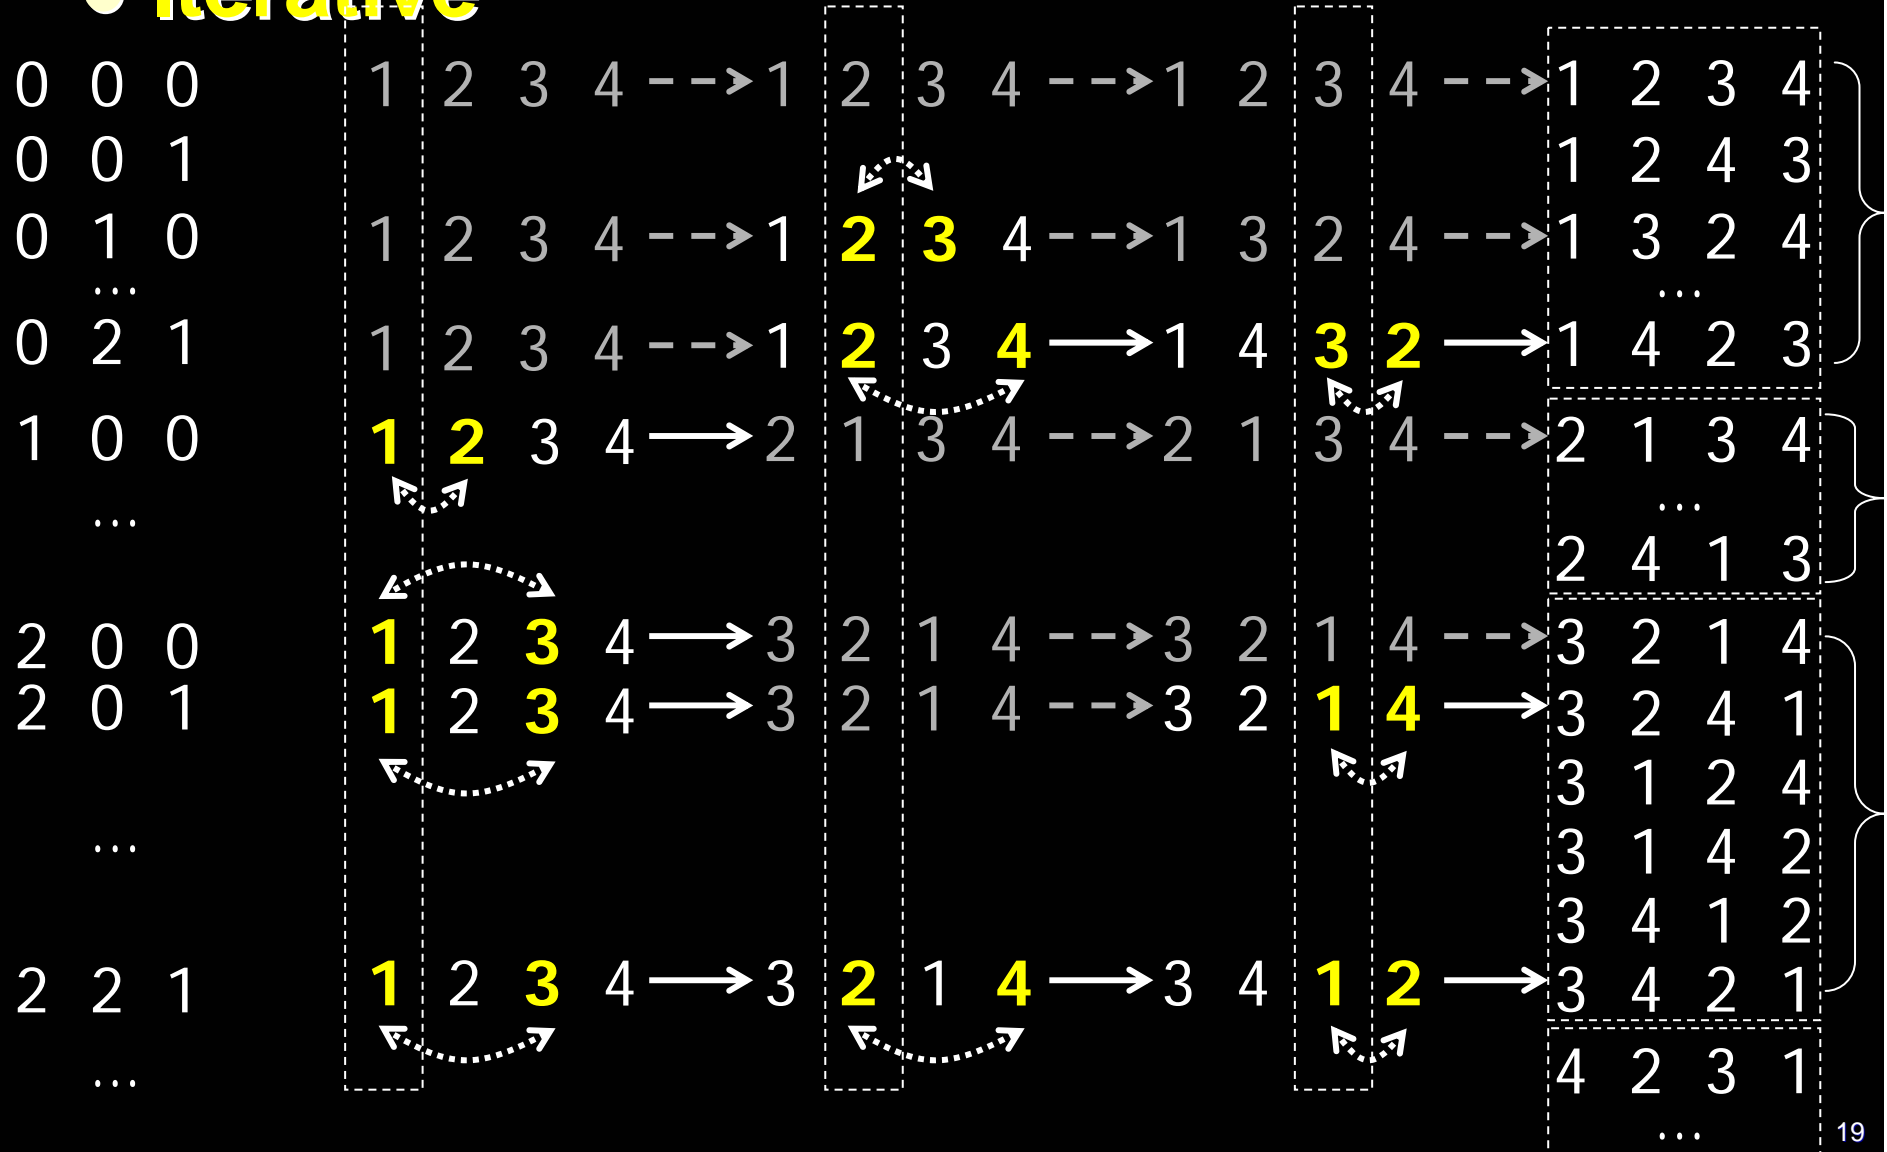 ● Iterative
0 0 0 1 2 3 4 1 2 3 4 1 2 3 4 1 2 3 4
0 0 1 1 2 4 3
0 1 0 1 2 3 4 1 2 3 4 1 3 2 4 1 3 2 4
… …
0 2 1 1 2 3 4 1 2 3 4 1 4 3 2 1 4 2 3
1 0 0 1 2 3 4 2 1 3 4 2 1 3 4 2 1 3 4
… …
2 4 1 3
2 0 0 1 2 3 4 3 2 1 4 3 2 1 4 3 2 1 4
2 0 1 1 2 3 4 3 2 1 4 3 2 1 4 3 2 4 1
3 1 2 4
… 3 1 4 2
3 4 1 2
2 2 1 1 2 3 4 3 2 1 4 3 4 1 2 3 4 2 1
… 4 2 3 1
… 19